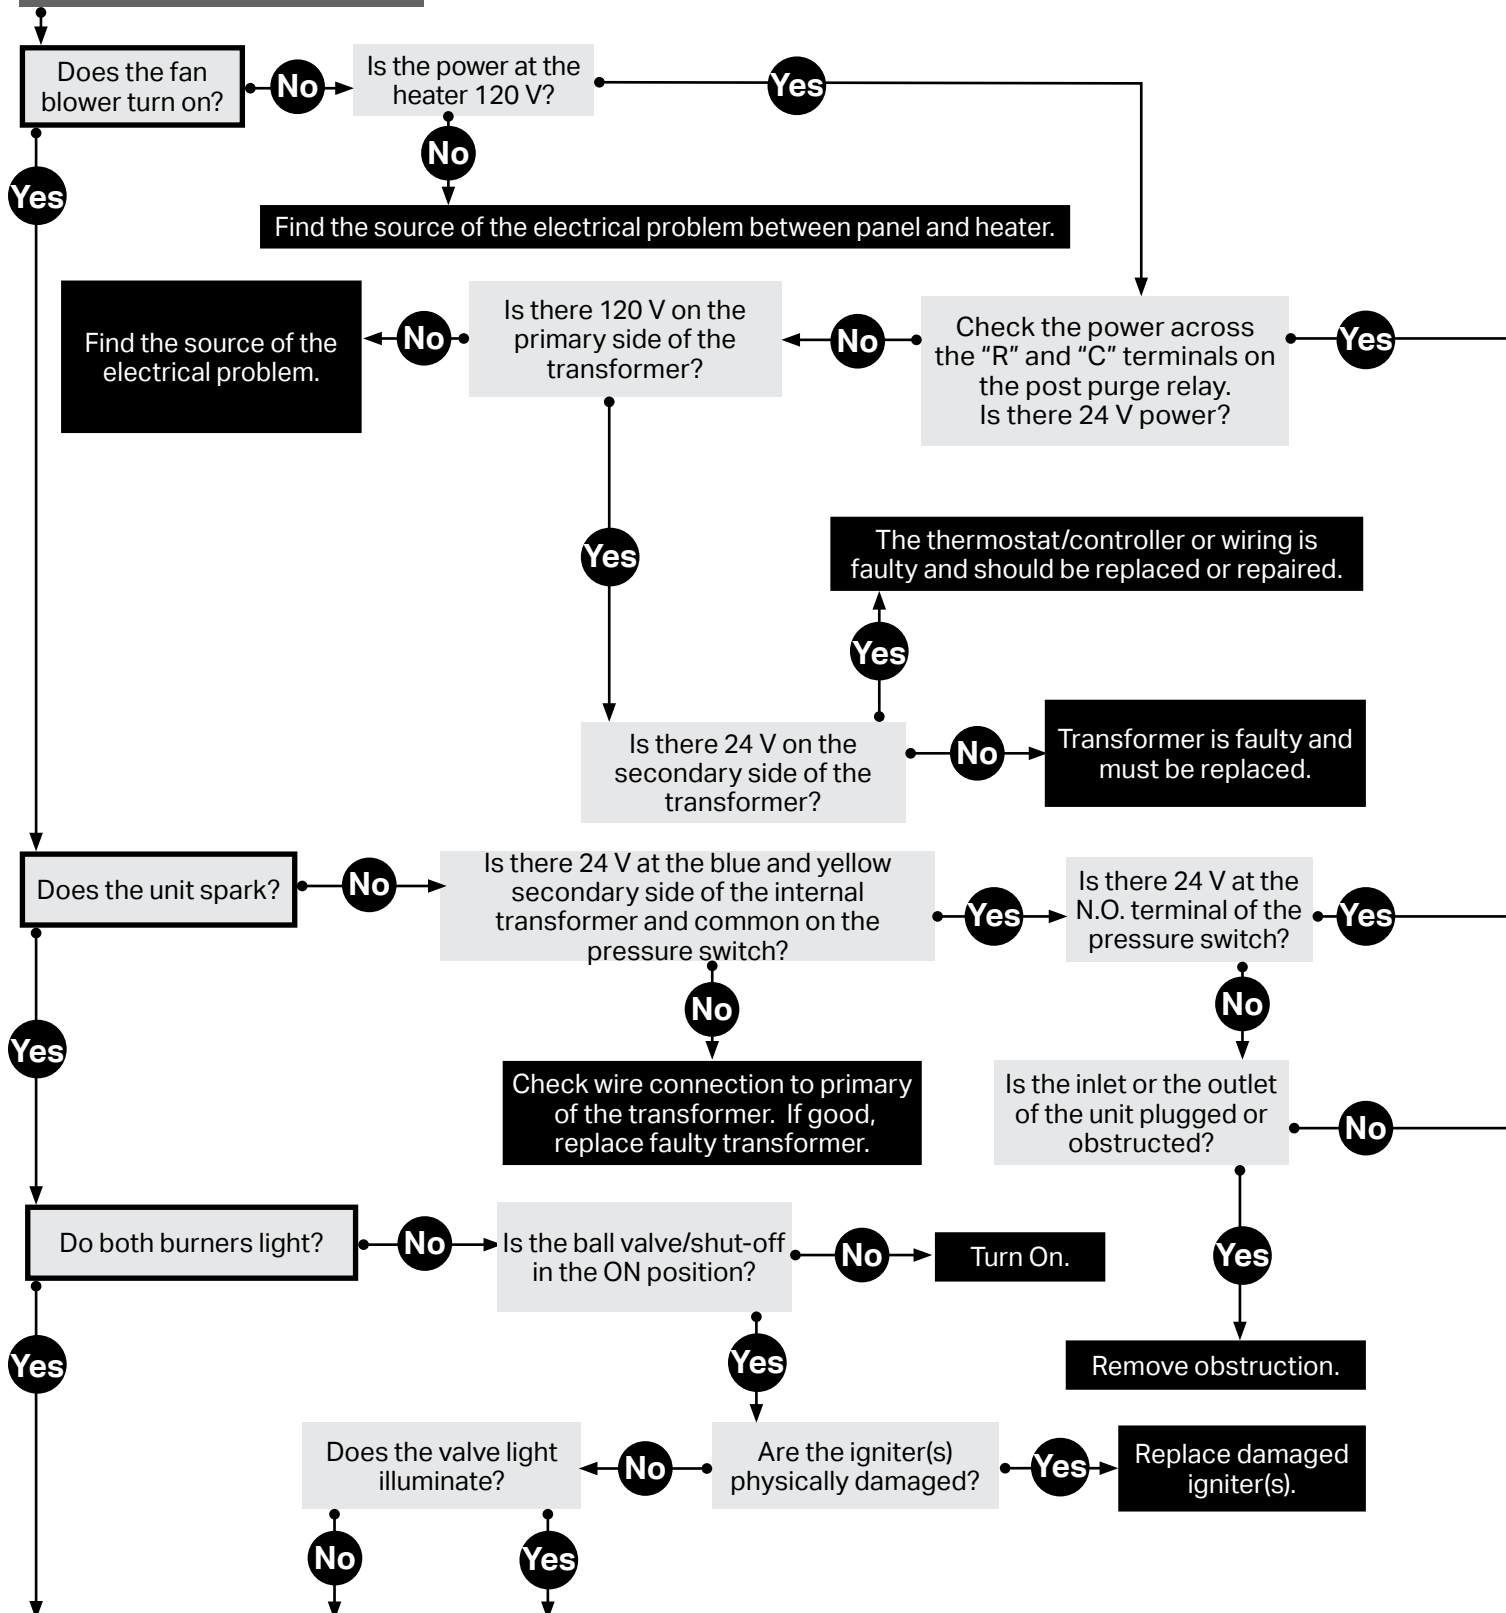 Does the fan
blower turn on?
No
Is the power at the
heater 120 V?
Yes
No
Yes
Find the source of the electrical problem between panel and heater.
Find the source of the
electrical problem.
No
Is there 120 V on the
primary side of the
transformer?
No
Check the power across
the “R” and “C” terminals on
the post purge relay.
Is there 24 V power?
Yes
Yes
The thermostat/controller or wiring is
faulty and should be replaced or repaired.
Yes
Is there 24 V on the
secondary side of the
transformer?
No
Transformer is faulty and
must be replaced.
Does the unit spark?
No
Is there 24 V at the blue and yellow
secondary side of the internal
transformer and common on the
pressure switch?
Yes
Is there 24 V at the
N.O. terminal of the
pressure switch?
Yes
No
No
Yes
Check wire connection to primary
of the transformer.  If good,
replace faulty transformer.
Is the inlet or the outlet
of the unit plugged or
obstructed?
No
Do both burners light?
No
Is the ball valve/shut-off
in the ON position?
No
Turn On.
Yes
Yes
Yes
Remove obstruction.
Does the valve light
illuminate?
No
Are the igniter(s)
physically damaged?
Yes
Replace damaged
igniter(s).
No
Yes